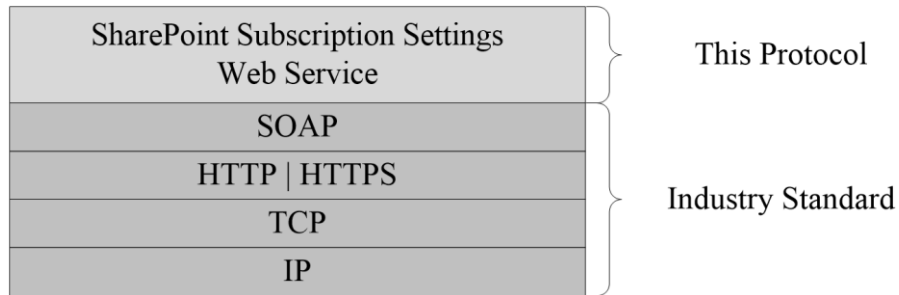 SharePoint Subscription Settings
Web Service
This Protocol
SOAP
HTTP | HTTPS
TCP
IP
Industry Standard